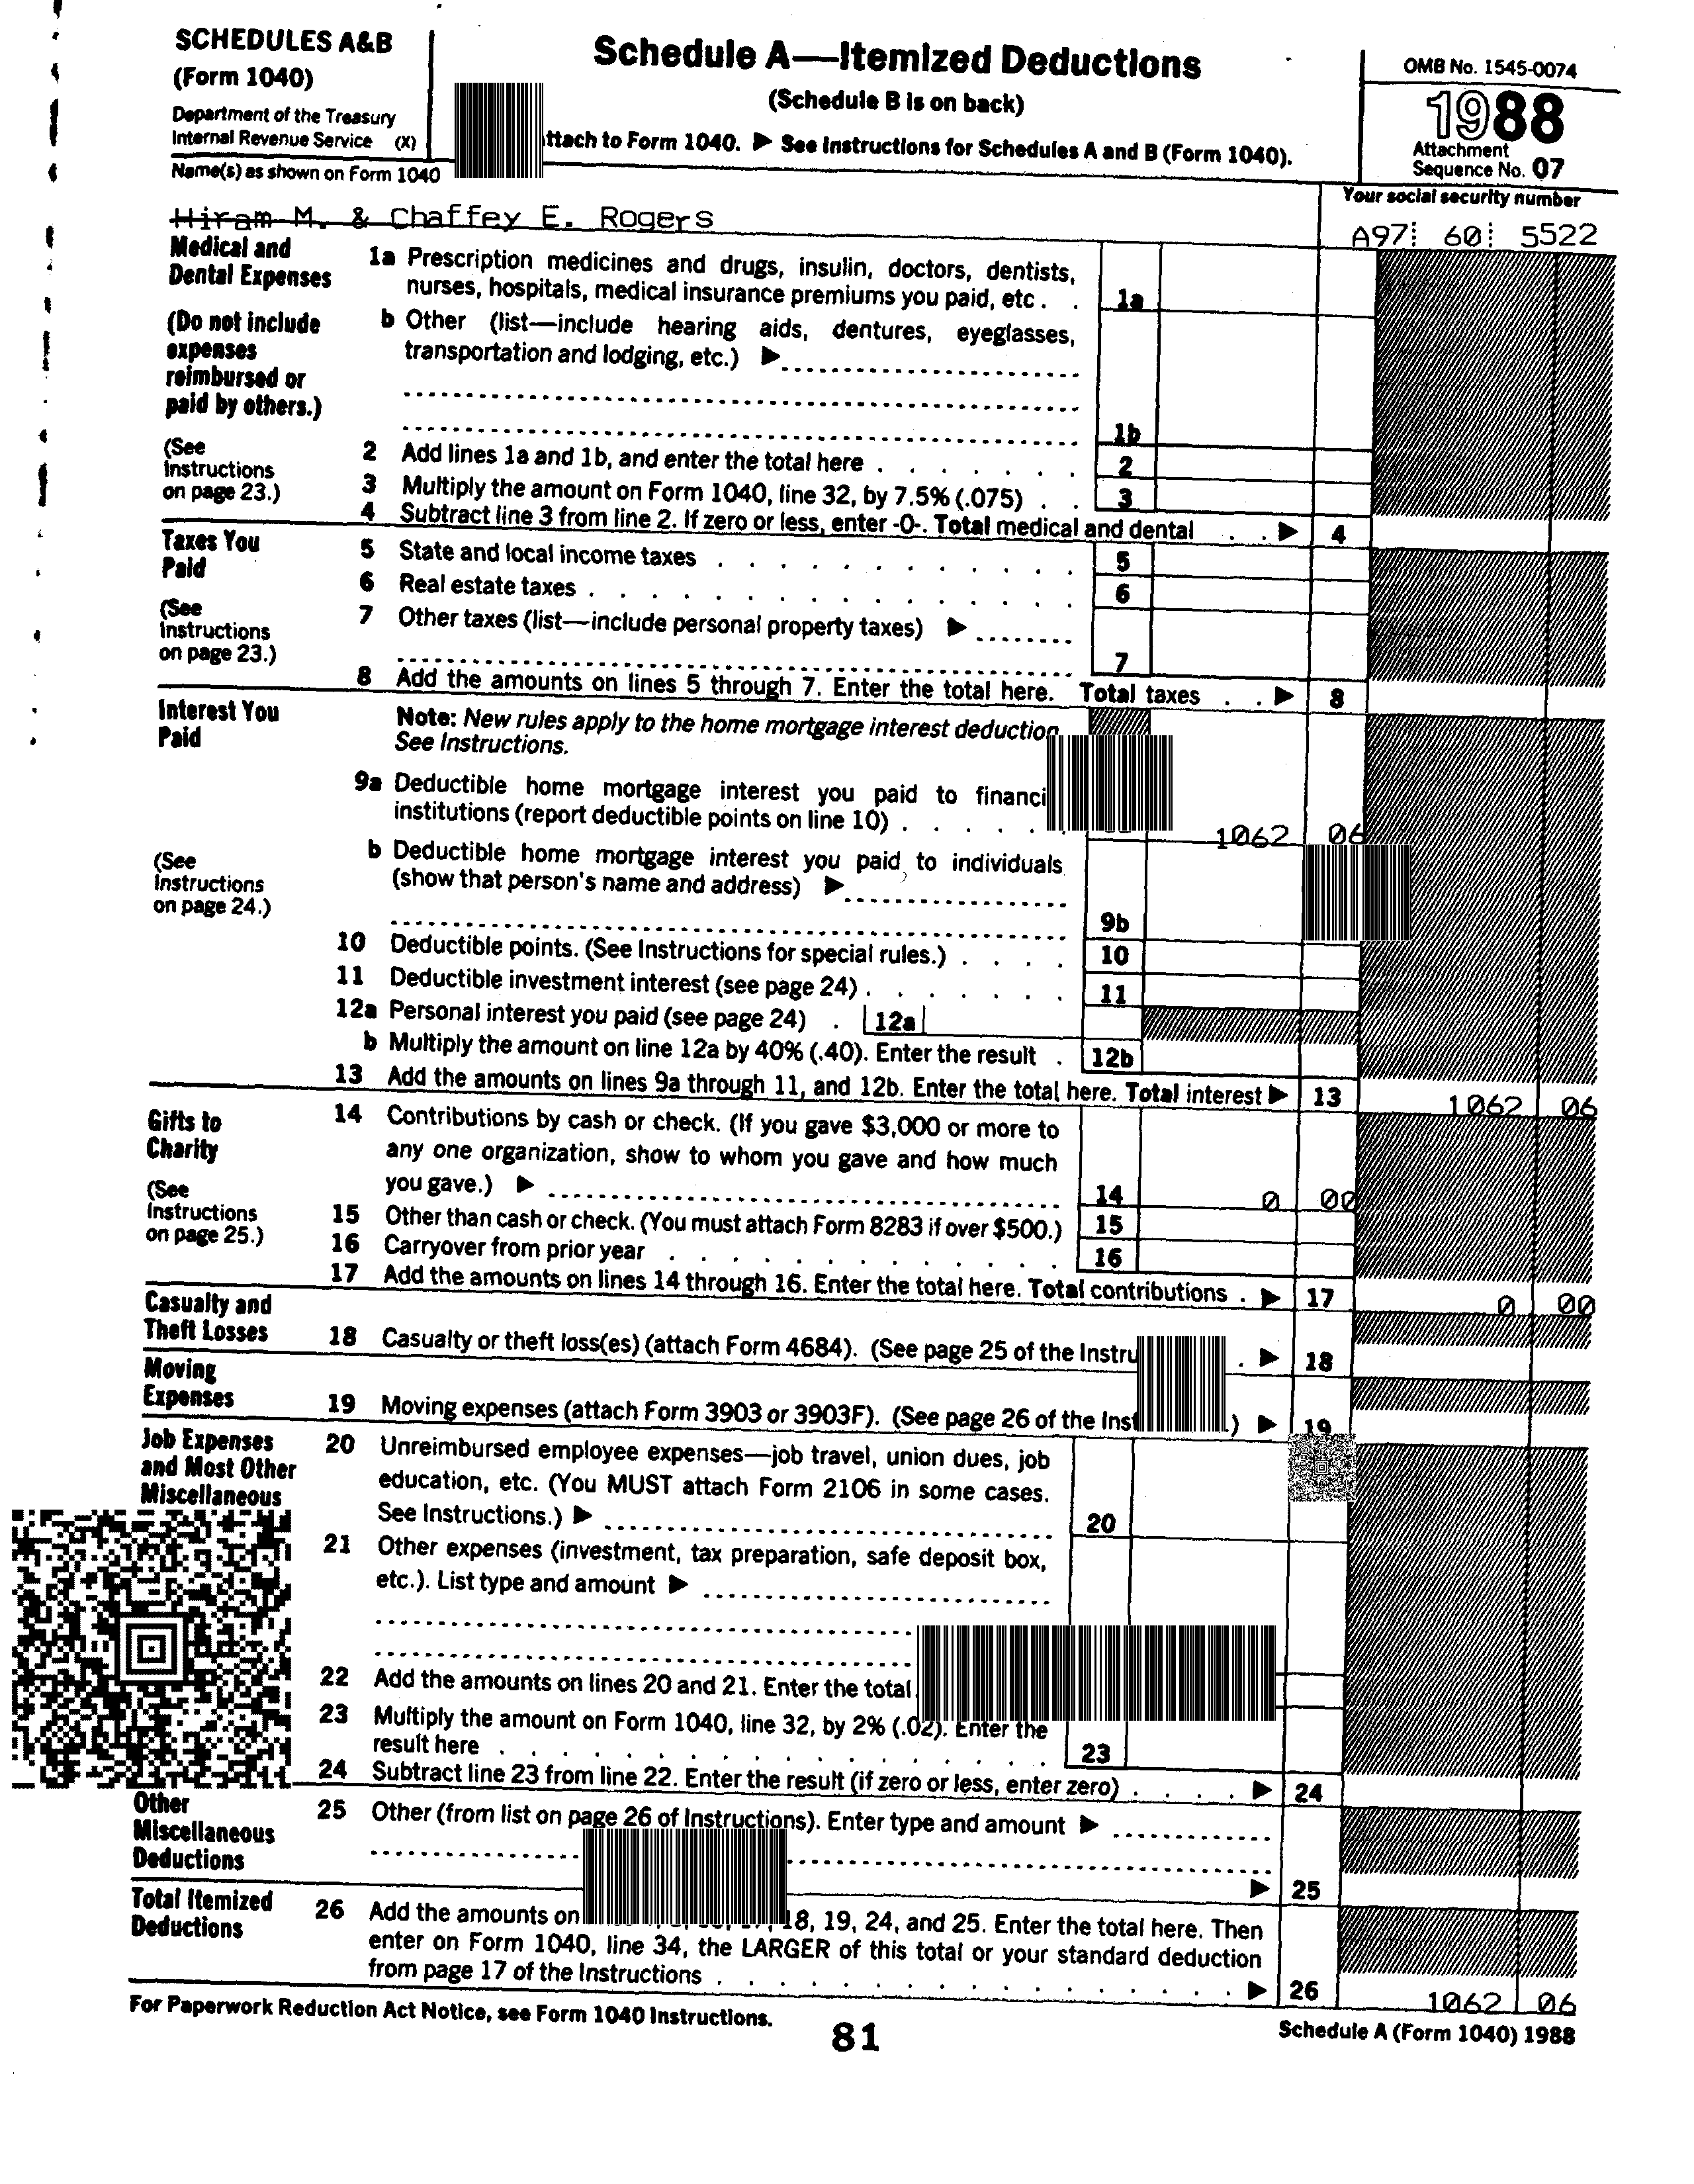 SCHEDULES A&B
(Form 1040)
Department of the Treasury
Internal Revenue Service (X)
Schedule A—Itemized Deductions
(Schedule B is on back)
ttach to Form 1040. ▶ See Instructions for Schedules A and B (Form 1040).
OMB No. 1545-0074
1988
Attachment
Sequence No. 07
Name(s) as shown on Form 1040
Your social security number
Hiram M. & Chaffey E. Rogers
A97 60 5522
Medical and
Dental Expenses
(Do not include
expenses
reimbursed or
paid by others.)
(See
Instructions
on page 23.)
1a Prescription medicines and drugs, insulin, doctors, dentists,
nurses, hospitals, medical insurance premiums you paid, etc . . 1a
b Other (list—include hearing aids, dentures, eyeglasses,
transportation and lodging, etc.) ▶
1b
2 Add lines 1a and 1b, and enter the total here . . . . . . . 2
3 Multiply the amount on Form 1040, line 32, by 7.5% (.075) . . 3
4 Subtract line 3 from line 2. If zero or less, enter -0-. Total medical and dental . . ▶ 4
Taxes You
Paid
(See
Instructions
on page 23.)
5 State and local income taxes . . . . . . . . . . . . 5
6 Real estate taxes . . . . . . . . . . . . . . . . 6
7 Other taxes (list—include personal property taxes) ▶
7
8 Add the amounts on lines 5 through 7. Enter the total here. Total taxes . . ▶ 8
Interest You
Paid
(See
Instructions
on page 24.)
Note: New rules apply to the home mortgage interest deduction
See Instructions.
9a Deductible home mortgage interest you paid to financi
institutions (report deductible points on line 10) . . . . . 1062 06
b Deductible home mortgage interest you paid to individuals
(show that person's name and address) ▶
9b
10 Deductible points. (See Instructions for special rules.) . . . . 10
11 Deductible investment interest (see page 24) . . . . . . . 11
12a Personal interest you paid (see page 24) . 12a
b Multiply the amount on line 12a by 40% (.40). Enter the result . 12b
13 Add the amounts on lines 9a through 11, and 12b. Enter the total here. Total interest ▶ 13 1062 06
Gifts to
Charity
(See
Instructions
on page 25.)
14 Contributions by cash or check. (If you gave $3,000 or more to
any one organization, show to whom you gave and how much
you gave.) ▶ 14 0 00
15 Other than cash or check. (You must attach Form 8283 if over $500.) 15
16 Carryover from prior year . . . . . . . . . . . . . 16
17 Add the amounts on lines 14 through 16. Enter the total here. Total contributions . ▶ 17 0 00
Casualty and
Theft Losses
18 Casualty or theft loss(es) (attach Form 4684). (See page 25 of the Instru . ▶ 18
Moving
Expenses
19 Moving expenses (attach Form 3903 or 3903F). (See page 26 of the Inst .) ▶ 19
Job Expenses
and Most Other
Miscellaneous
20 Unreimbursed employee expenses—job travel, union dues, job
education, etc. (You MUST attach Form 2106 in some cases.
See Instructions.) ▶ 20
21 Other expenses (investment, tax preparation, safe deposit box,
etc.). List type and amount ▶
22 Add the amounts on lines 20 and 21. Enter the total
23 Multiply the amount on Form 1040, line 32, by 2% (.02). Enter the
result here . . . . . . . . . . . . . . . . . 23
24 Subtract line 23 from line 22. Enter the result (if zero or less, enter zero) . . . . ▶ 24
Other
Miscellaneous
Deductions
25 Other (from list on page 26 of Instructions). Enter type and amount ▶
▶ 25
Total Itemized
Deductions
26 Add the amounts on 18, 19, 24, and 25. Enter the total here. Then
enter on Form 1040, line 34, the LARGER of this total or your standard deduction
from page 17 of the Instructions . . . . . . . . . . . . . . . . ▶ 26 1062 06
For Paperwork Reduction Act Notice, see Form 1040 Instructions.
81
Schedule A (Form 1040) 1988